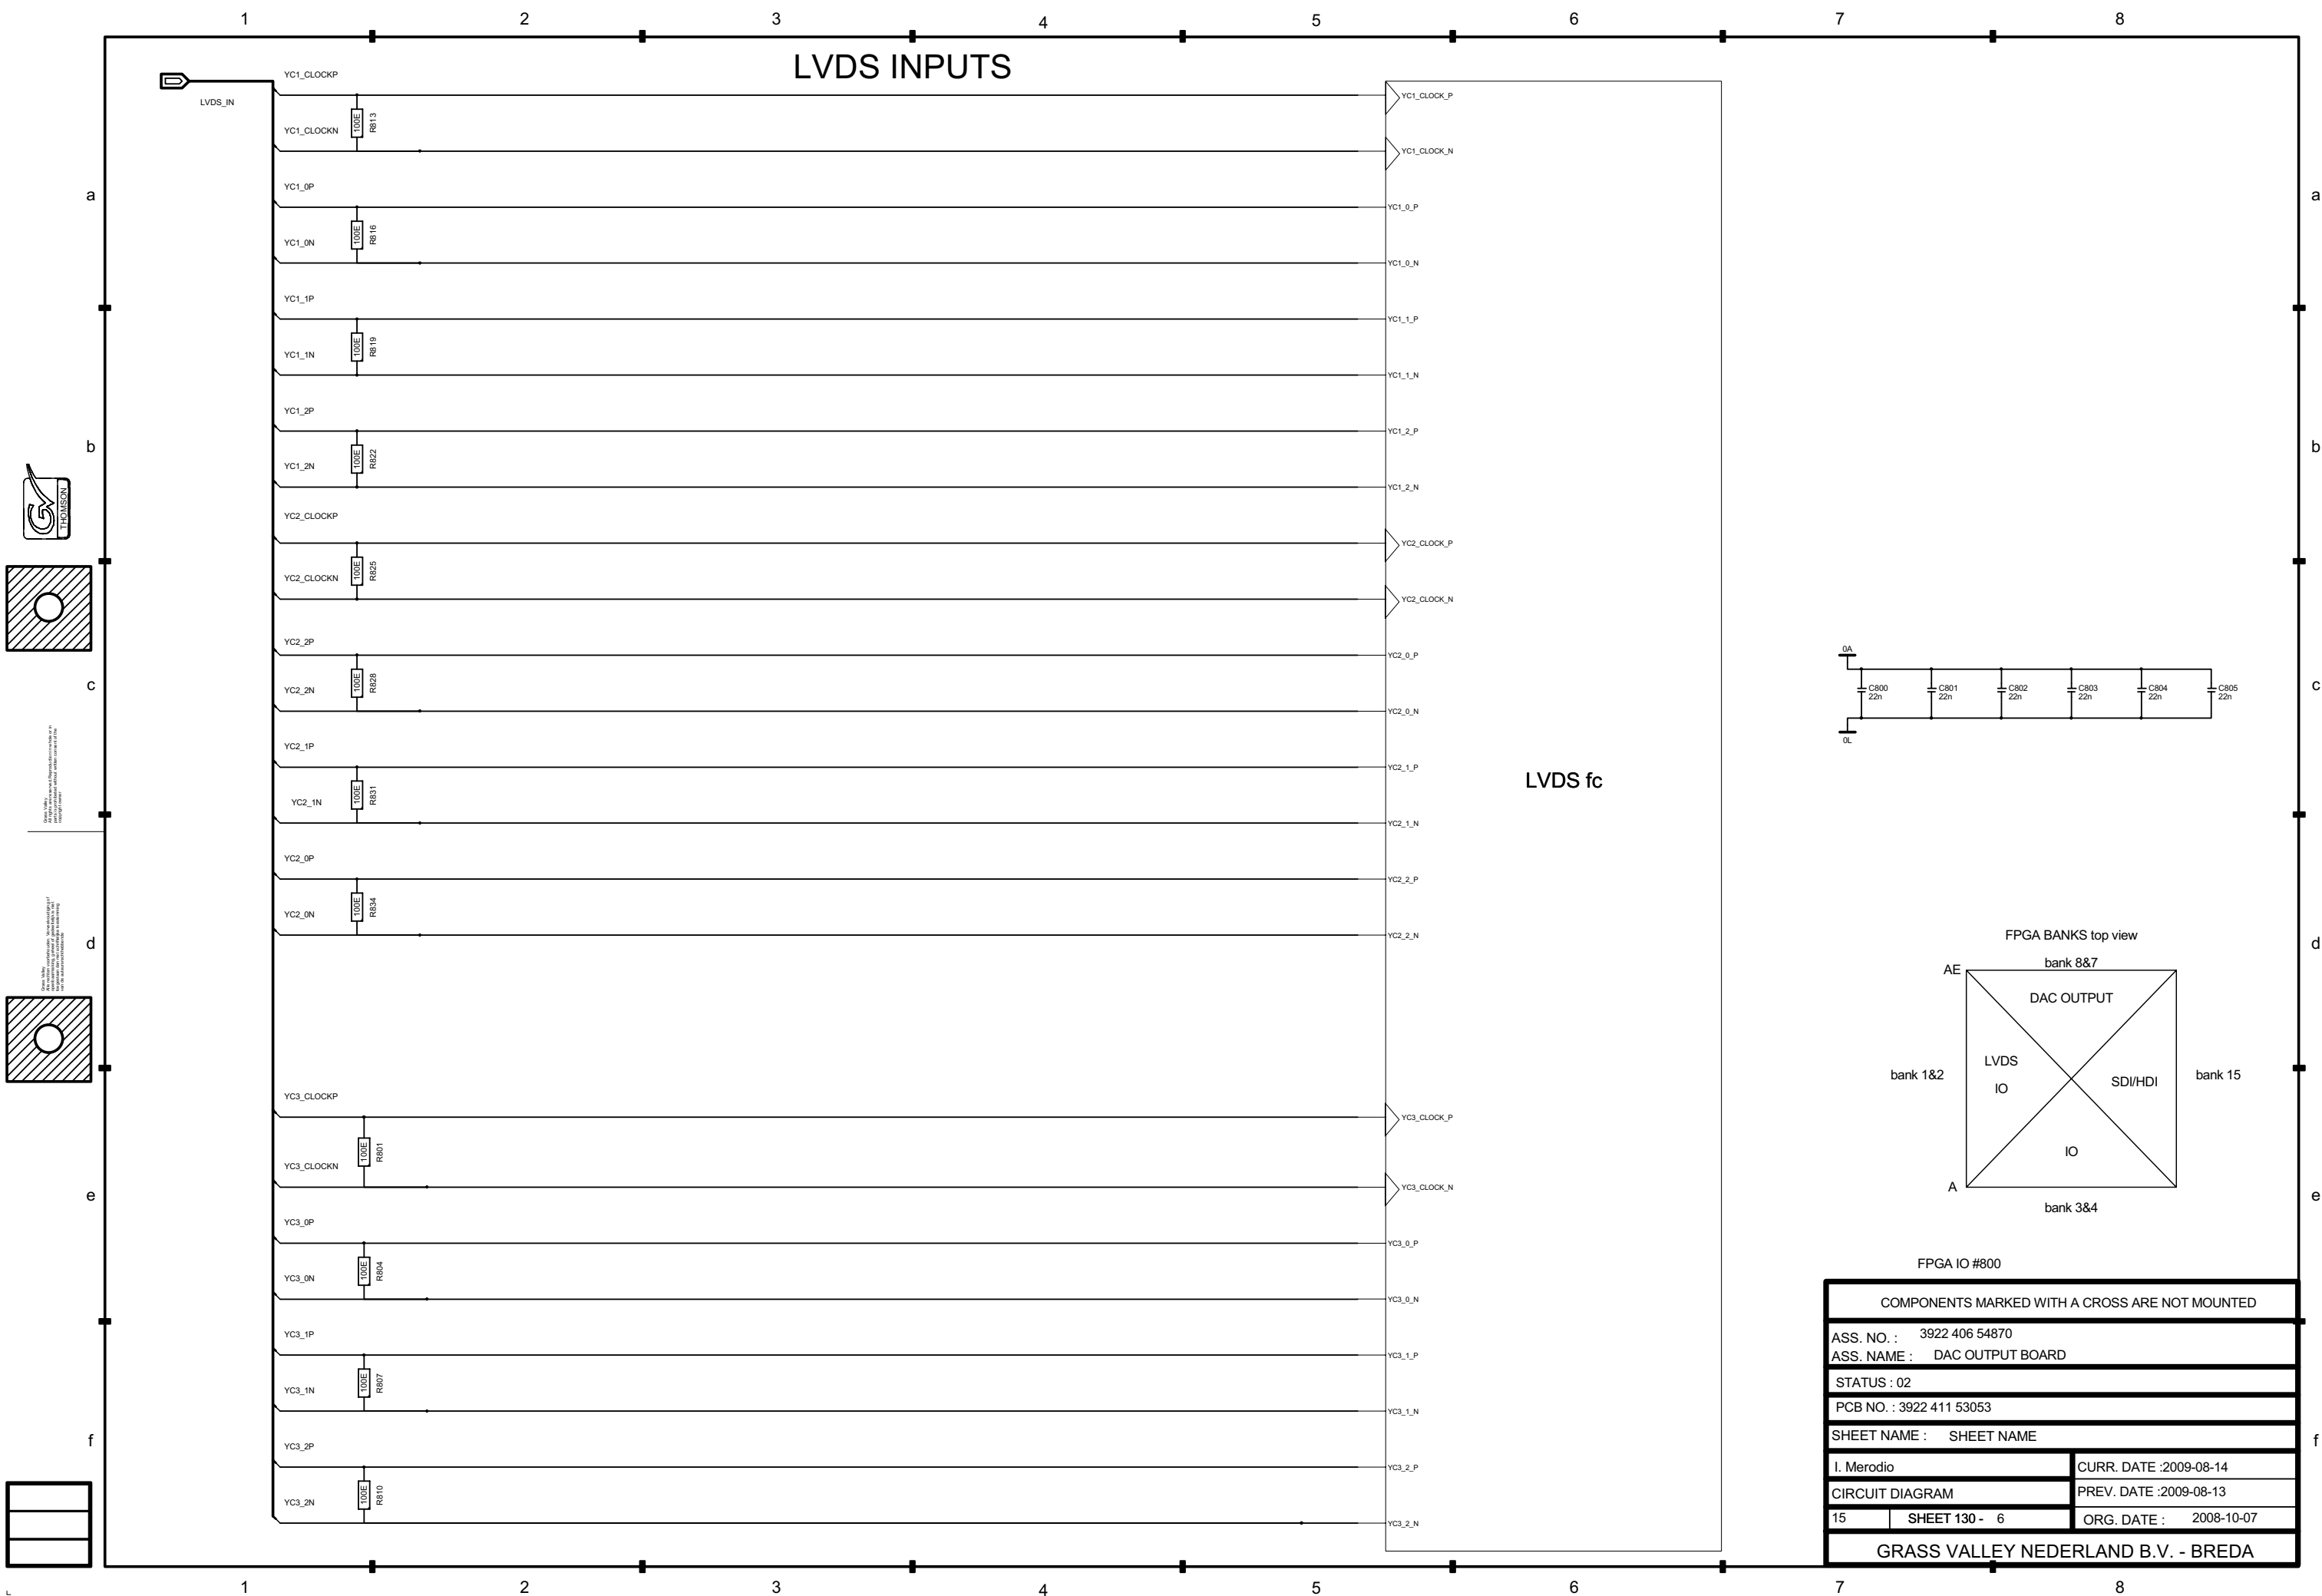 1 2 3 4 5 6 7 8
LVDS INPUTS
LVDS_IN
YC1_CLOCKP
100E R813
YC1_CLOCK_P
YC1_CLOCKN
YC1_CLOCK_N
a
a
YC1_0P
100E R816
YC1_0_P
YC1_0N
YC1_0_N
YC1_1P
100E R819
YC1_1_P
YC1_1N
YC1_1_N
b
b
YC1_2P
100E R822
YC1_2_P
YC1_2N
YC1_2_N
THOMSON
YC2_CLOCKP
100E R825
YC2_CLOCK_P
YC2_CLOCKN
YC2_CLOCK_N
c
c
YC2_2P
100E R828
YC2_0_P
YC2_2N
YC2_0_N
0A
C800 22n
C801 22n
C802 22n
C803 22n
C804 22n
C805 22n
0L
YC2_1P
100E R831
YC2_1_P
YC2_1N
YC2_1_N
LVDS fc
YC2_0P
100E R834
YC2_2_P
YC2_0N
YC2_2_N
d
d
FPGA BANKS top view
bank 8&7
AE
DAC OUTPUT
LVDS
IO
bank 1&2
SDI/HDI
bank 15
IO
A
bank 3&4
YC3_CLOCKP
100E R801
YC3_CLOCK_P
YC3_CLOCKN
YC3_CLOCK_N
e
e
YC3_0P
100E R804
YC3_0_P
YC3_0N
YC3_0_N
YC3_1P
100E R807
YC3_1_P
YC3_1N
YC3_1_N
f
f
YC3_2P
100E R810
YC3_2_P
YC3_2N
YC3_2_N
FPGA IO #800
COMPONENTS MARKED WITH A CROSS ARE NOT MOUNTED
ASS. NO. : 3922 406 54870
ASS. NAME : DAC OUTPUT BOARD
STATUS : 02
PCB NO. : 3922 411 53053
SHEET NAME : SHEET NAME
I. Merodio
CURR. DATE :2009-08-14
CIRCUIT DIAGRAM
PREV. DATE :2009-08-13
15 SHEET 130 - 6
ORG. DATE : 2008-10-07
GRASS VALLEY NEDERLAND B.V. - BREDA
1 2 3 4 5 6 7 8